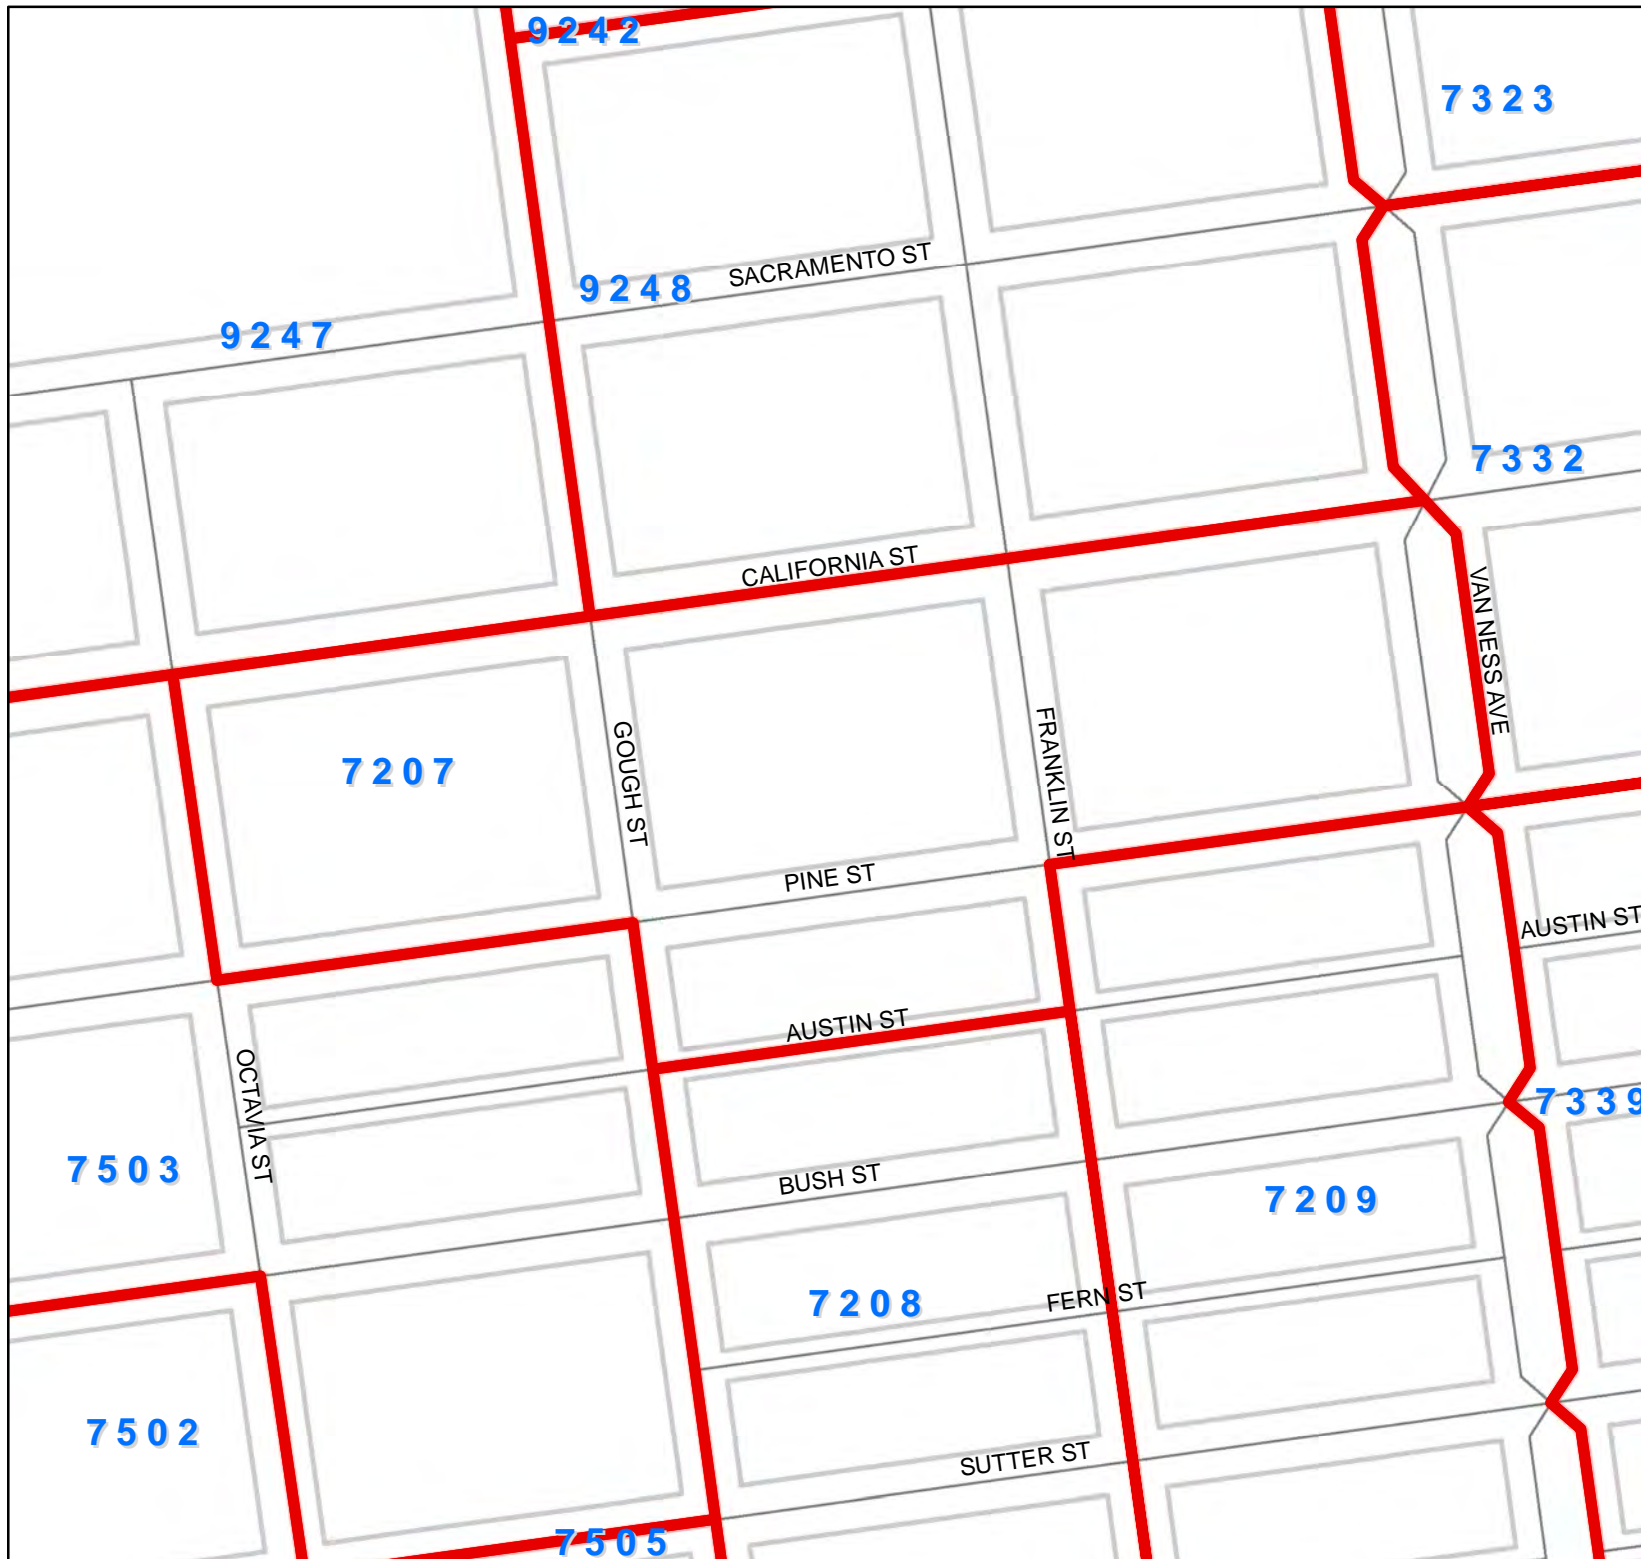 9242
7323
SACRAMENTO ST
9248
9247
7332
CALIFORNIA ST
VAN NESS AVE
7207
GOUGH ST
FRANKLIN ST
PINE ST
AUSTIN ST
AUSTIN ST
OCTAVIA ST
7339
7503
BUSH ST
7209
FERN ST
7208
7502
SUTTER ST
7505